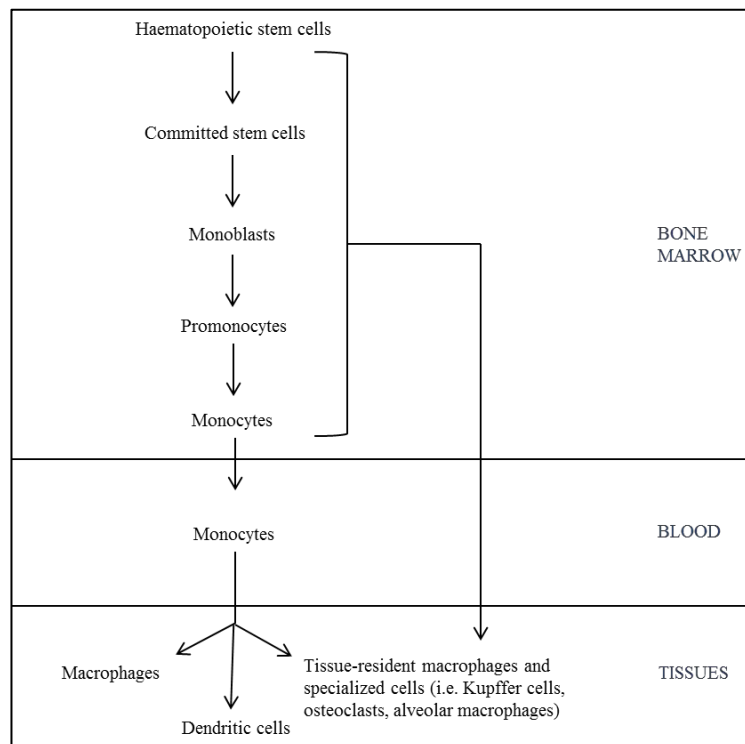 Haematopoietic stem cells
Committed stem cells
Monoblasts
BONE
MARROW
Promonocytes
Monocytes
Monocytes
BLOOD
Macrophages
Tissue-resident macrophages and
specialized cells (i.e. Kupffer cells,
osteoclasts, alveolar macrophages)
TISSUES
Dendritic cells